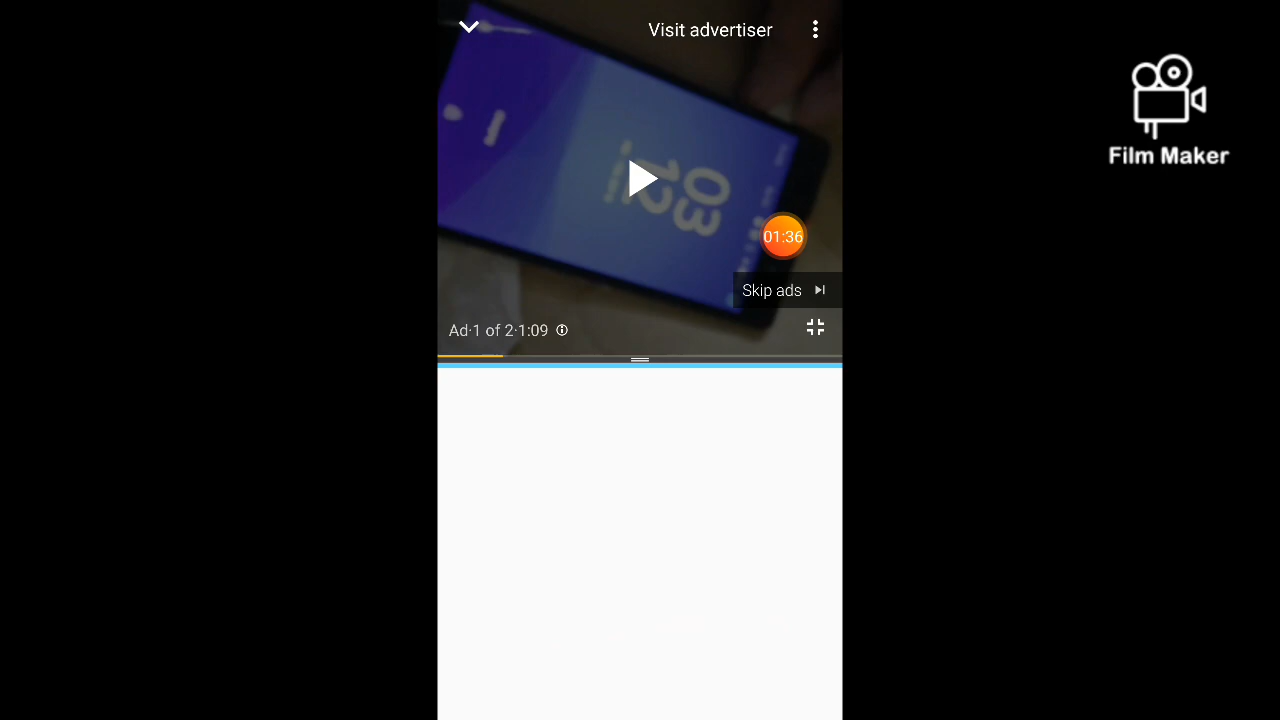 Visit advertiser
03
12
01:36
Skip ads
Ad·1 of 2·1:09
Film Maker